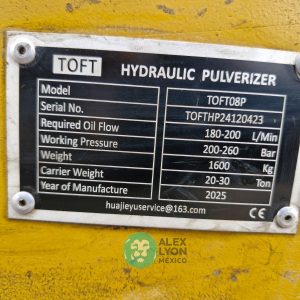 TOFT HYDRAULIC PULVERIZER
Model TOFT08P
Serial No. TOFTHP24120423
Required Oil Flow 180-200 L/Min
Working Pressure 200-260 Bar
Weight 1600 Kg
Carrier Weight 20-30 Ton
Year of Manufacture 2025
huajieyuservice@163.com CE
ALEX
LYON
MÉXICO